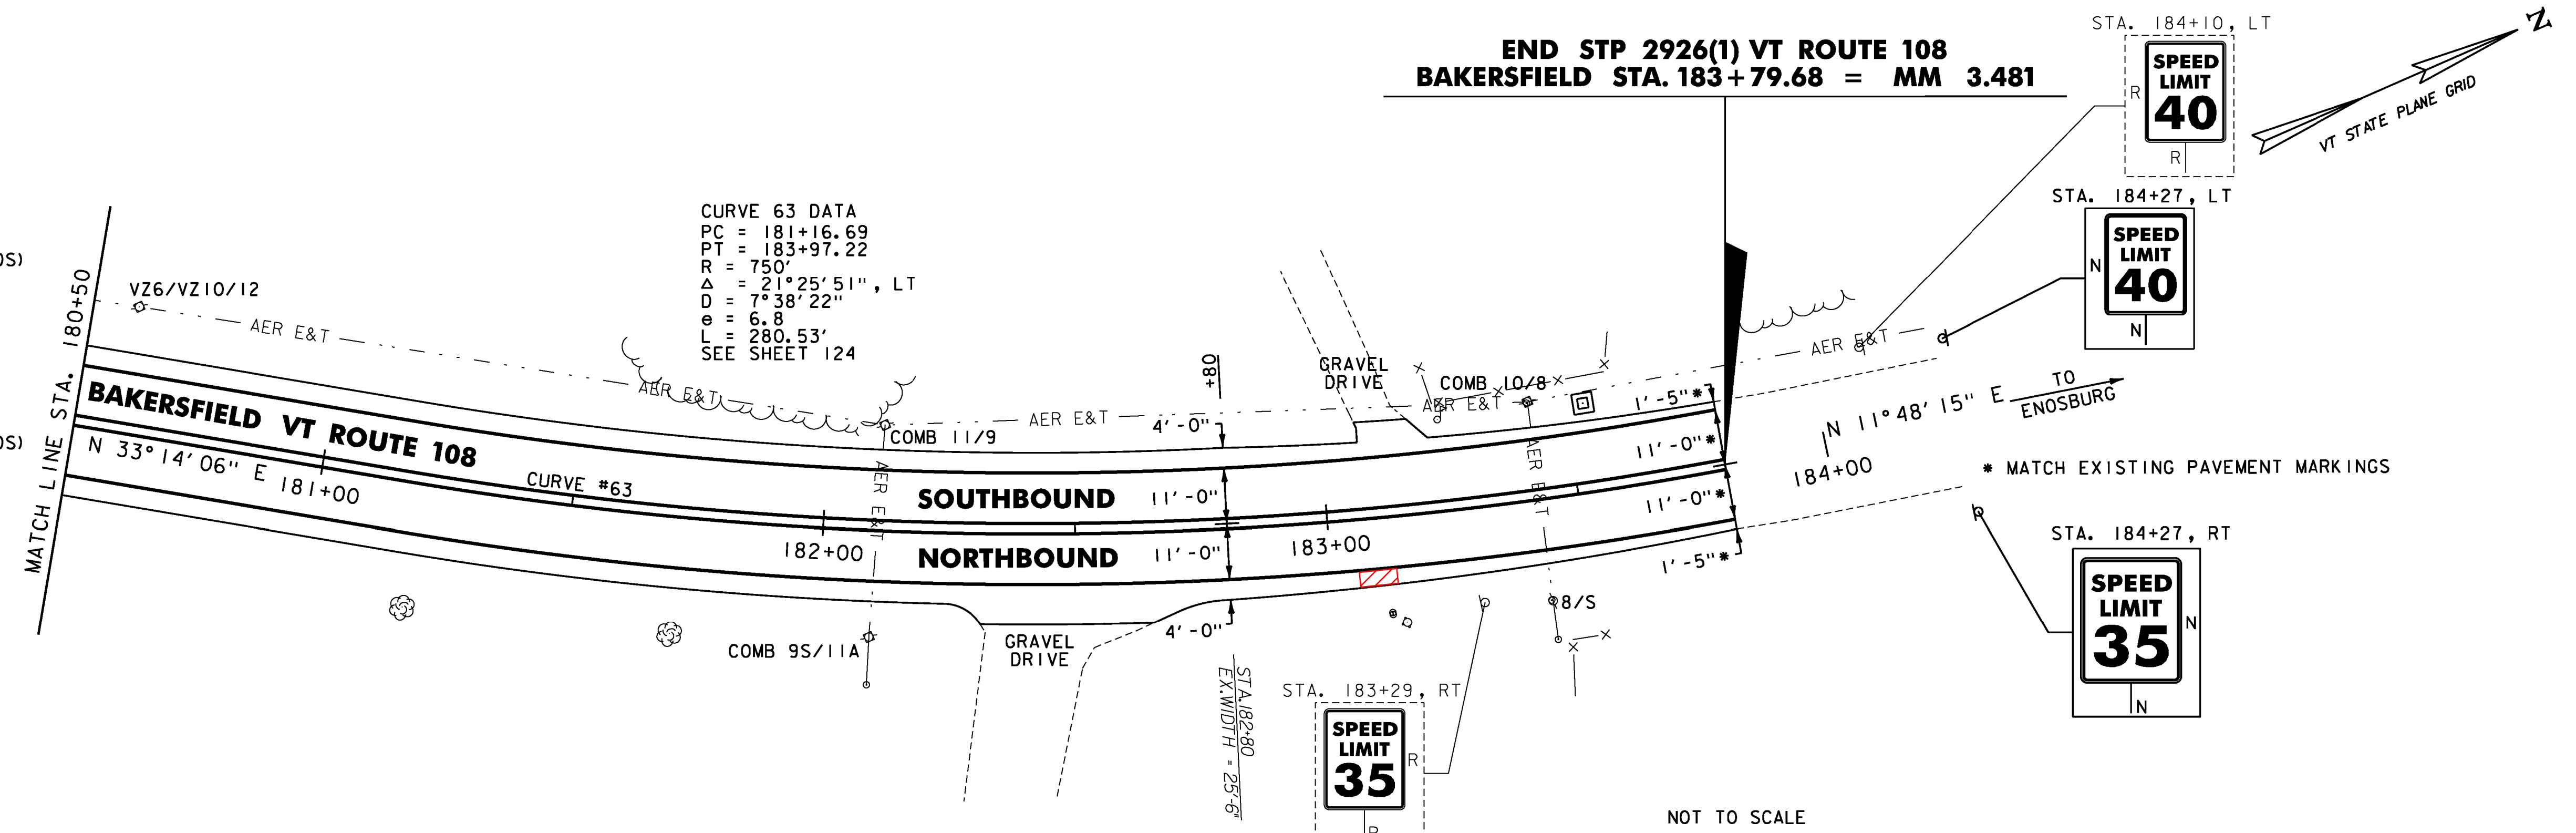 END STP 2926(1) VT ROUTE 108
BAKERSFIELD STA. 183+79.68 = MM 3.481
STA. 184+10, LT
SPEED
LIMIT
40
R
R
N
VT STATE PLANE GRID
STA. 184+27, LT
SPEED
LIMIT
40
N
N
CURVE 63 DATA
PC = 181+16.69
PT = 183+97.22
R = 750'
Δ = 21°25'51", LT
D = 7°38'22"
e = 6.8
L = 280.53'
SEE SHEET 124
OS)
OS)
MATCH LINE STA. 180+50
VZ6/VZ10/12
AER E&T
AER E&T
AER E&T
AER E&T
AER E&T
AER E&T
AER E&T
COMB 11/9
+80
4'-0"
GRAVEL
DRIVE
COMB 10/8
1'-5"*
11'-0"*
11'-0"*
1'-5"*
BAKERSFIELD VT ROUTE 108
N 33°14'06" E
181+00
CURVE #63
182+00
SOUTHBOUND
11'-0"
NORTHBOUND
11'-0"
183+00
4'-0"
184+00
N 11°48'15" E
TO
ENOSBURG
* MATCH EXISTING PAVEMENT MARKINGS
COMB 9S/11A
GRAVEL
DRIVE
STA.182+80
EX.WIDTH = 25'-6"
8/S
STA. 183+29, RT
SPEED
LIMIT
35
R
R
STA. 184+27, RT
SPEED
LIMIT
35
N
N
NOT TO SCALE